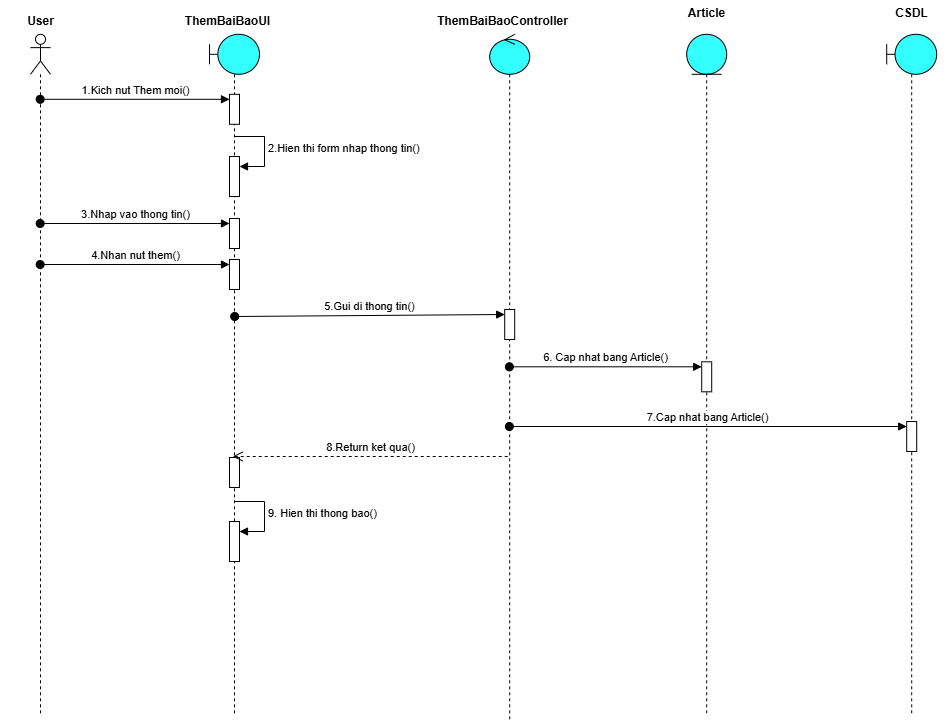 User
ThemBaiBaoUI
ThemBaiBaoController
Article
CSDL
1.Kich nut Them moi()
2.Hien thi form nhap thong tin()
3.Nhap vao thong tin()
4.Nhan nut them()
5.Gui di thong tin()
6. Cap nhat bang Article()
7.Cap nhat bang Article()
8.Return ket qua()
9. Hien thi thong bao()